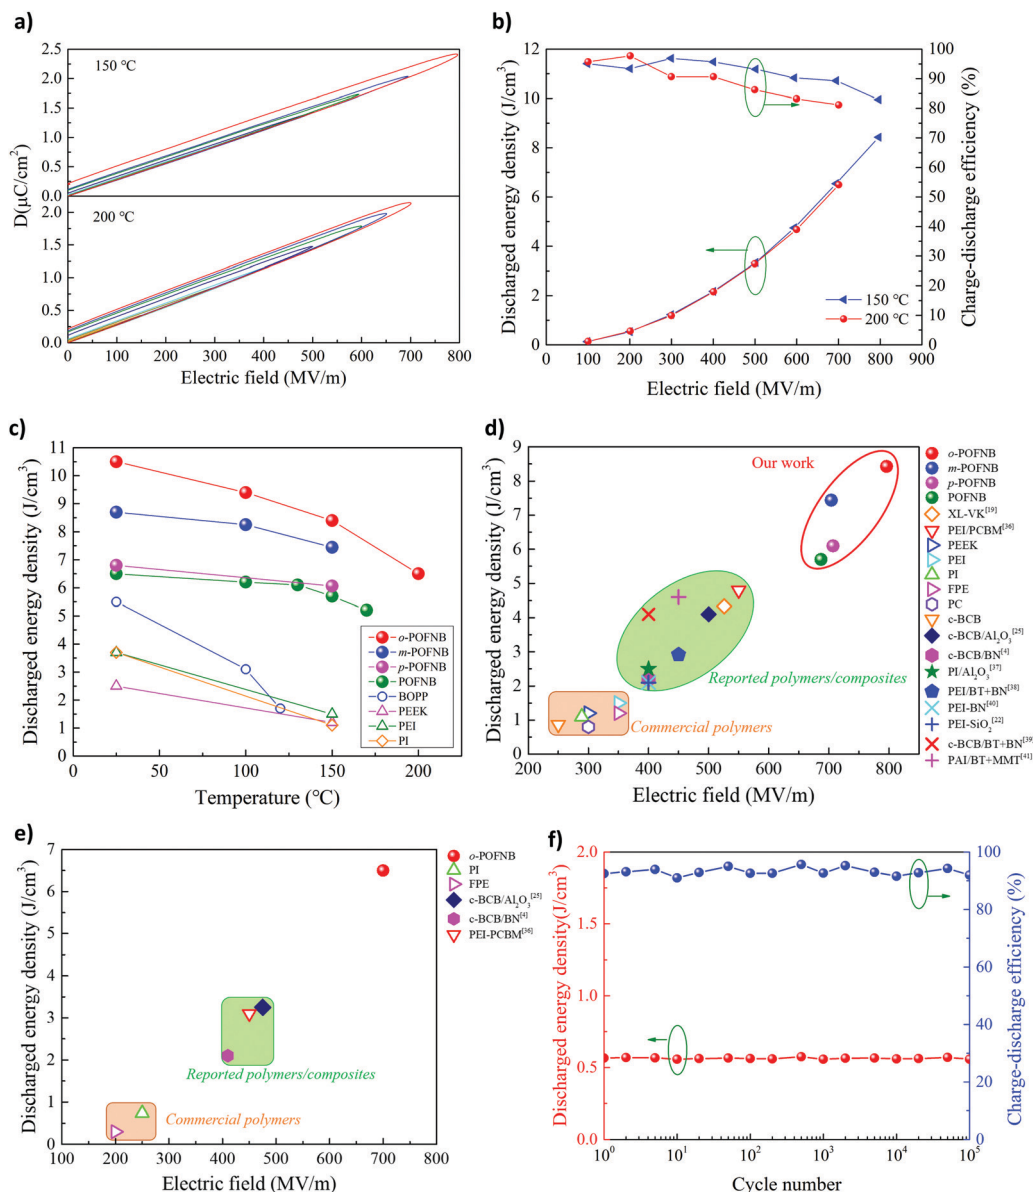 a)
2.5
2.0
1.5
1.0
0.5
0.0
150 °C
D(μC/cm²)
2.0
1.5
1.0
0.5
0.0
200 °C
0 100 200 300 400 500 600 700 800
Electric field (MV/m)
b)
12
10
8
6
4
2
0
Discharged energy density (J/cm³)
100
90
80
70
60
50
40
30
20
10
0
Charge-discharge efficiency (%)
150 °C
200 °C
0 100 200 300 400 500 600 700 800 900
Electric field (MV/m)
c)
11
10
9
8
7
6
5
4
3
2
1
0
Discharged energy density (J/cm³)
o-POFNB
m-POFNB
p-POFNB
POFNB
BOPP
PEEK
PEI
PI
0 50 100 150 200
Temperature (°C)
d)
9
8
7
6
5
4
3
2
1
0
Discharged energy density (J/cm³)
Our work
Reported polymers/composites
Commercial polymers
200 300 400 500 600 700 800
Electric field (MV/m)
o-POFNB
m-POFNB
p-POFNB
POFNB
XL-VK[19]
PEI/PCBM[36]
PEEK
PEI
PI
FPE
PC
c-BCB
c-BCB/Al₂O₃[25]
c-BCB/BN[4]
PI/Al₂O₃[37]
PEI/BT+BN[38]
PEI-BN[40]
PEI-SiO₂[22]
c-BCB/BT+BN[39]
PAI/BT+MMT[41]
e)
7
6
5
4
3
2
1
0
Discharged energy density (J/cm³)
Reported polymers/composites
Commercial polymers
100 200 300 400 500 600 700 800
Electric field (MV/m)
o-POFNB
PI
FPE
c-BCB/Al₂O₃[25]
c-BCB/BN[4]
PEI-PCBM[36]
f)
2.0
1.5
1.0
0.5
0.0
Discharged energy density(J/cm³)
100
80
60
40
20
0
Charge-discharge efficiency (%)
10⁰ 10¹ 10² 10³ 10⁴ 10⁵
Cycle number